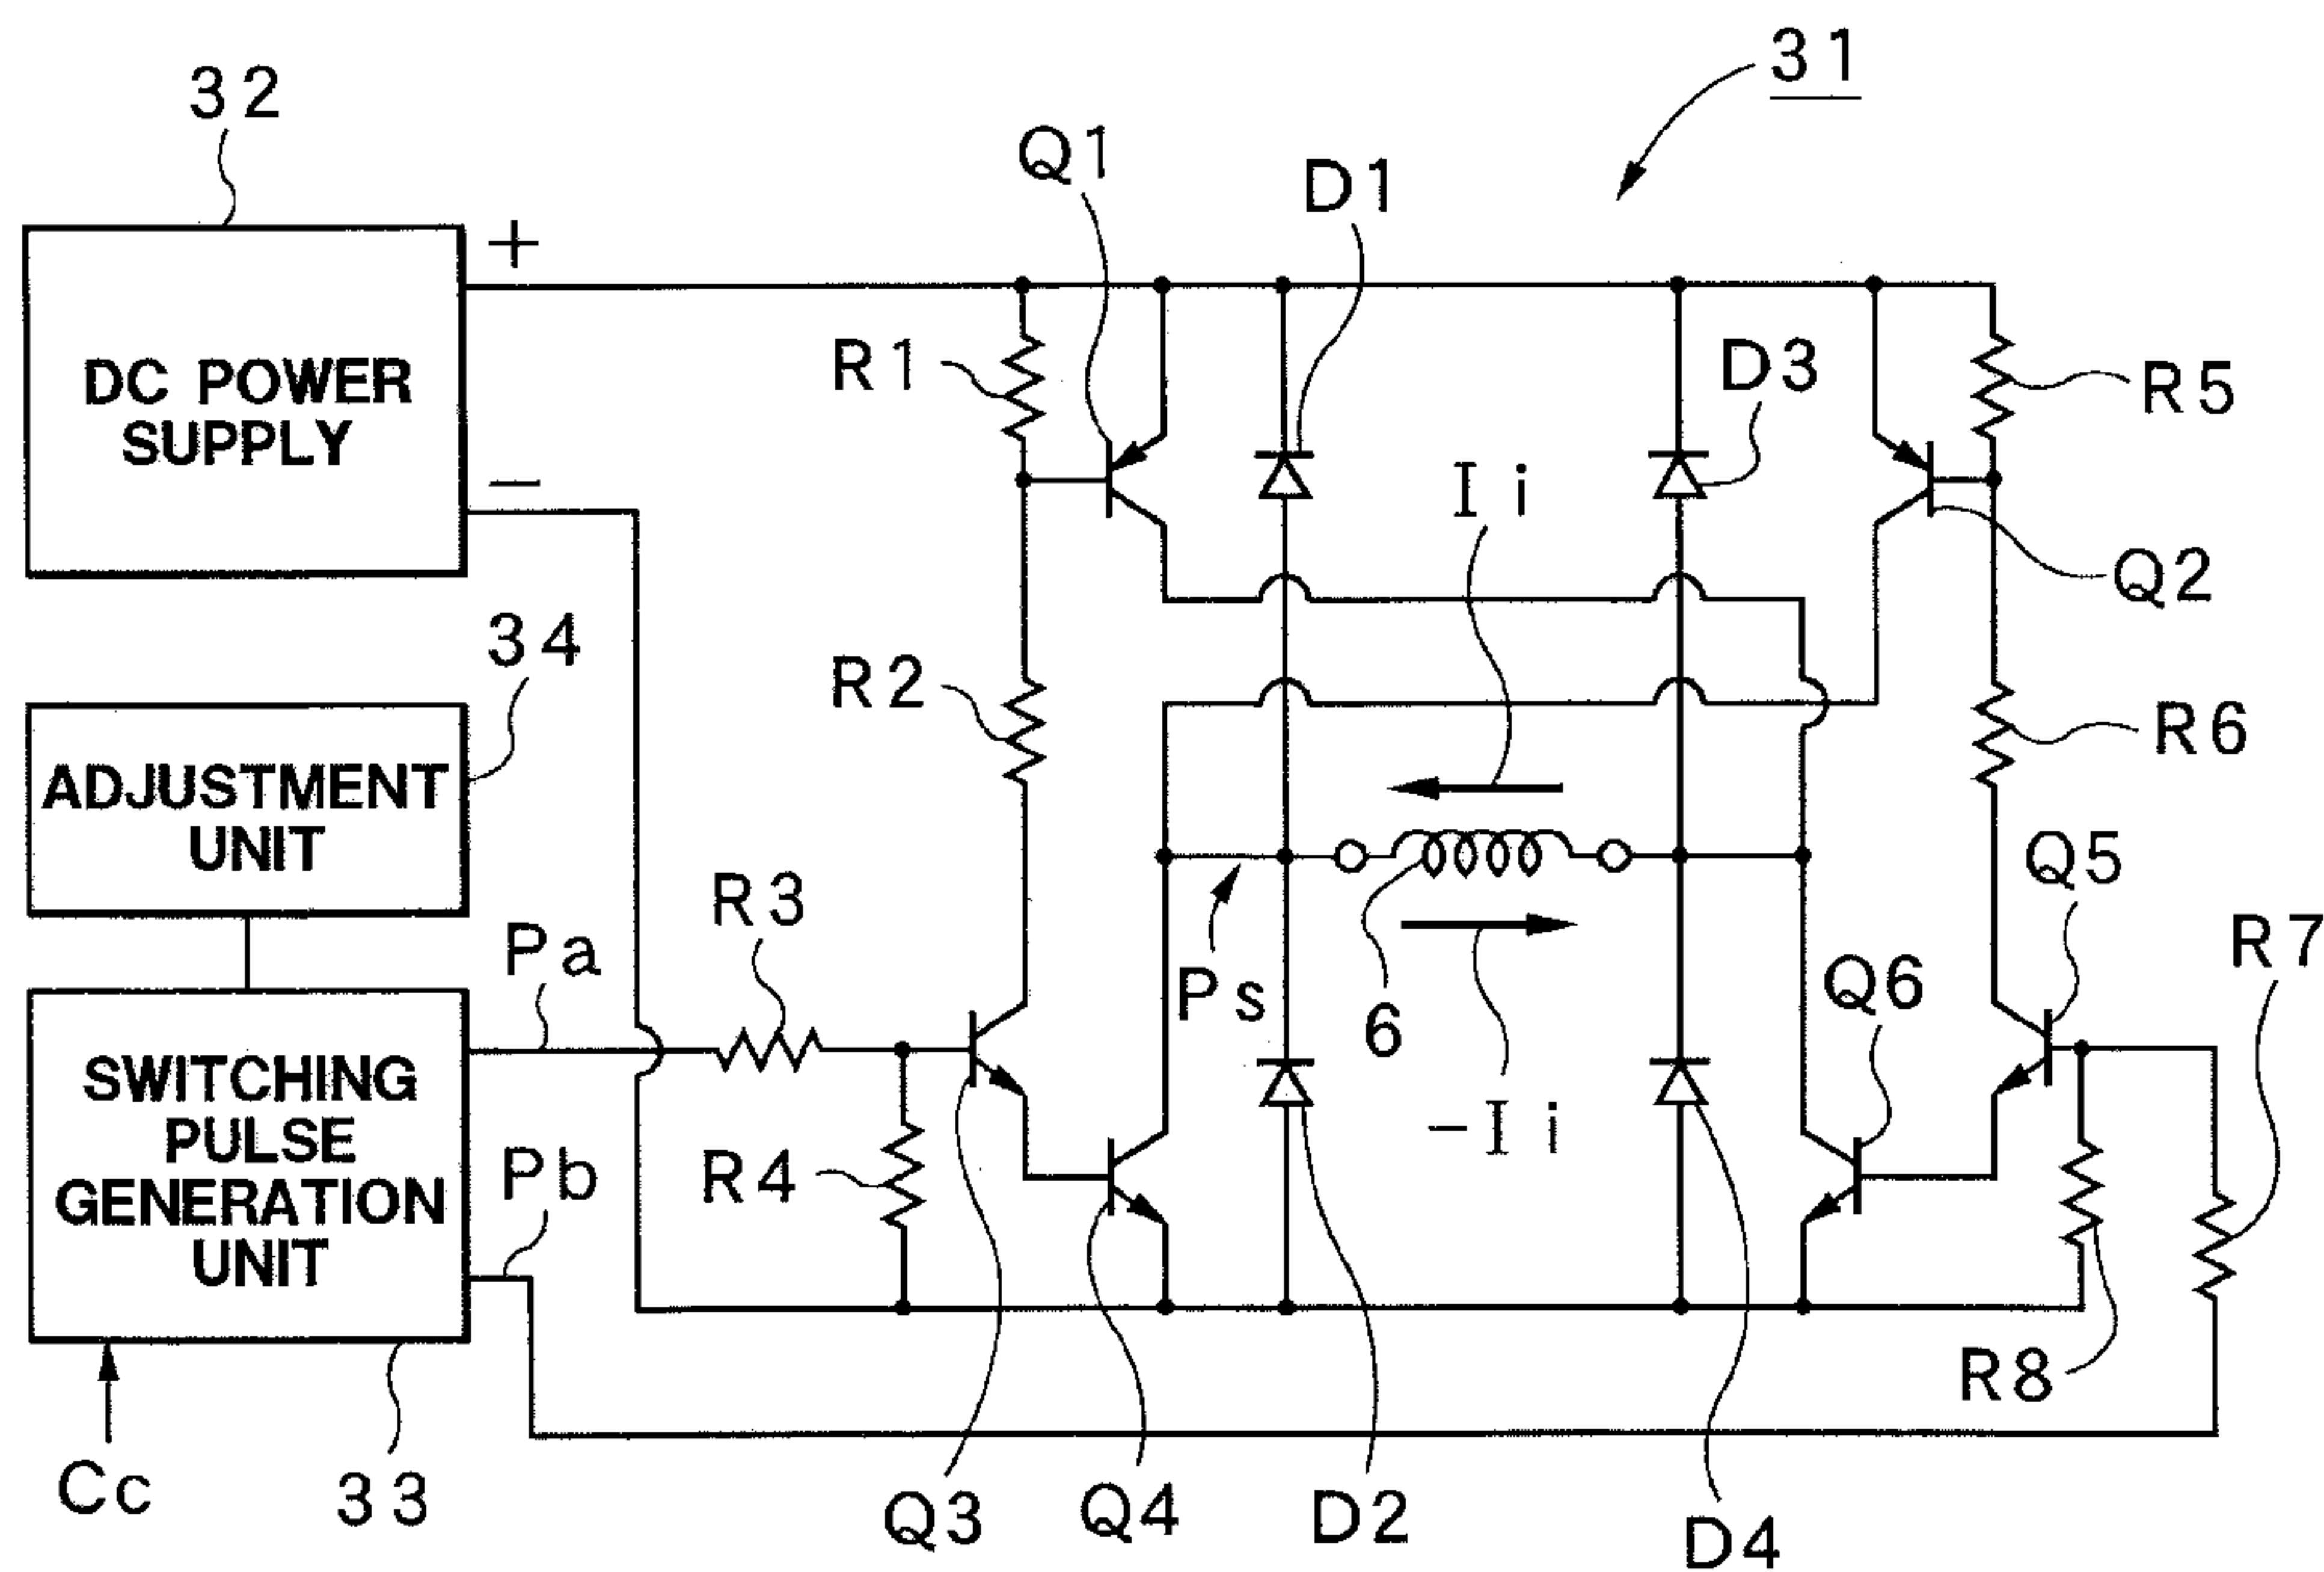 31
32
Q1
D1
+
R1
D3
R5
DC POWER
SUPPLY
−
Ii
Q2
34
R2
R6
ADJUSTMENT
UNIT
Q5
R3
Pa
R7
Ps
6
Q6
SWITCHING
PULSE
GENERATION
UNIT
Pb
R4
-Ii
R8
Cc
33
Q3
Q4
D2
D4